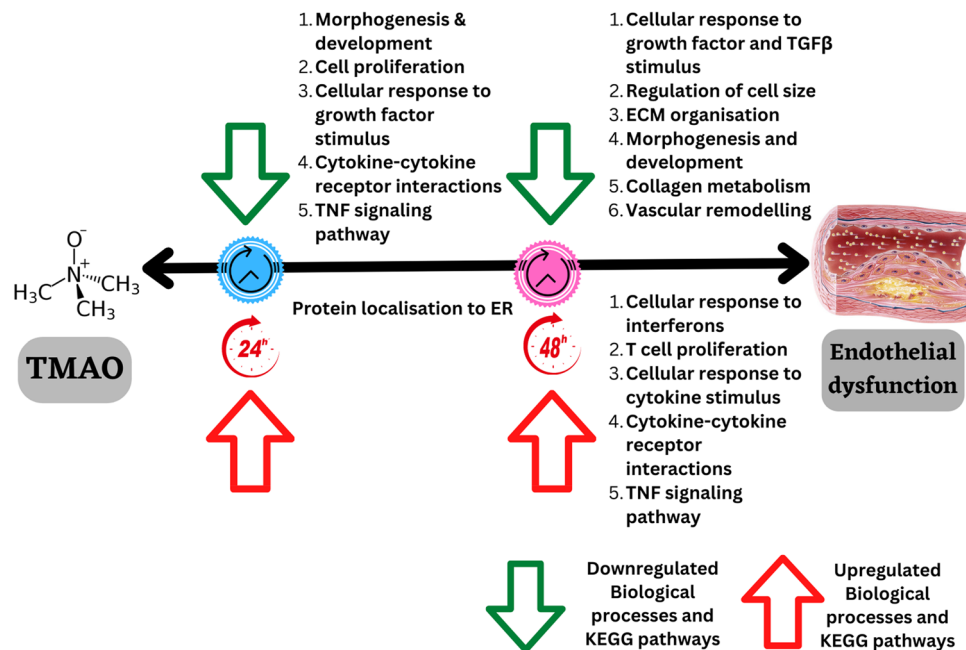 1. Morphogenesis &
development
2. Cell proliferation
3. Cellular response to
growth factor
stimulus
4. Cytokine-cytokine
receptor interactions
5. TNF signaling
pathway
1. Cellular response to
growth factor and TGFβ
stimulus
2. Regulation of cell size
3. ECM organisation
4. Morphogenesis and
development
5. Collagen metabolism
6. Vascular remodelling
O⁻
N⁺
H₃C
CH₃
CH₃
TMAO
Protein localisation to ER
24h
48h
1. Cellular response to
interferons
2. T cell proliferation
3. Cellular response to
cytokine stimulus
4. Cytokine-cytokine
receptor
interactions
5. TNF signaling
pathway
Endothelial
dysfunction
Downregulated
Biological
processes and
KEGG pathways
Upregulated
Biological
processes and
KEGG pathways